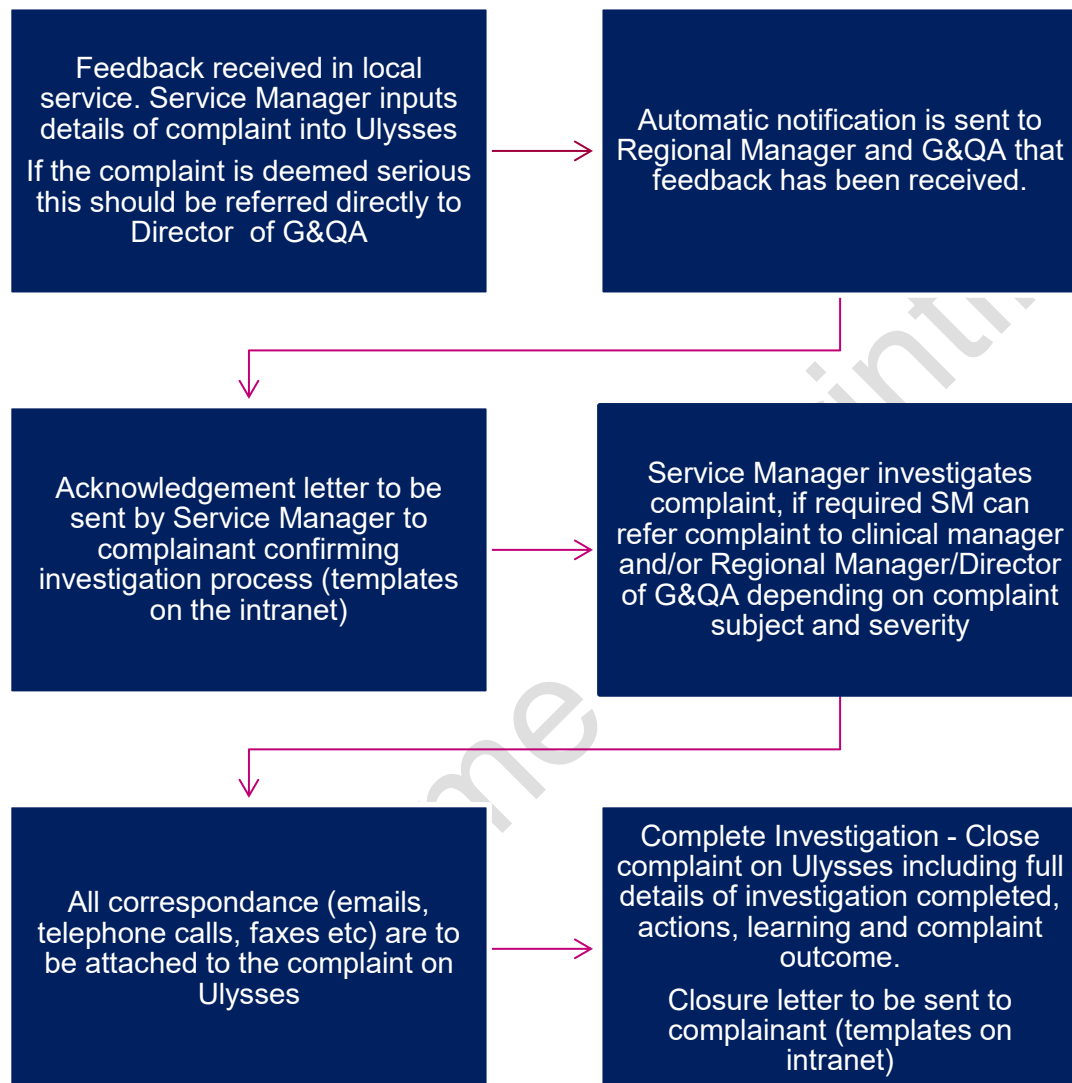 Feedback received in local
service. Service Manager inputs
details of complaint into Ulysses
If the complaint is deemed serious
this should be referred directly to
Director of G&QA
Automatic notification is sent to
Regional Manager and G&QA that
feedback has been received.
Acknowledgement letter to be
sent by Service Manager to
complainant confirming
investigation process (templates
on the intranet)
Service Manager investigates
complaint, if required SM can
refer complaint to clinical manager
and/or Regional Manager/Director
of G&QA depending on complaint
subject and severity
All correspondance (emails,
telephone calls, faxes etc) are to
be attached to the complaint on
Ulysses
Complete Investigation - Close
complaint on Ulysses including full
details of investigation completed,
actions, learning and complaint
outcome.
Closure letter to be sent to
complainant (templates on
intranet)